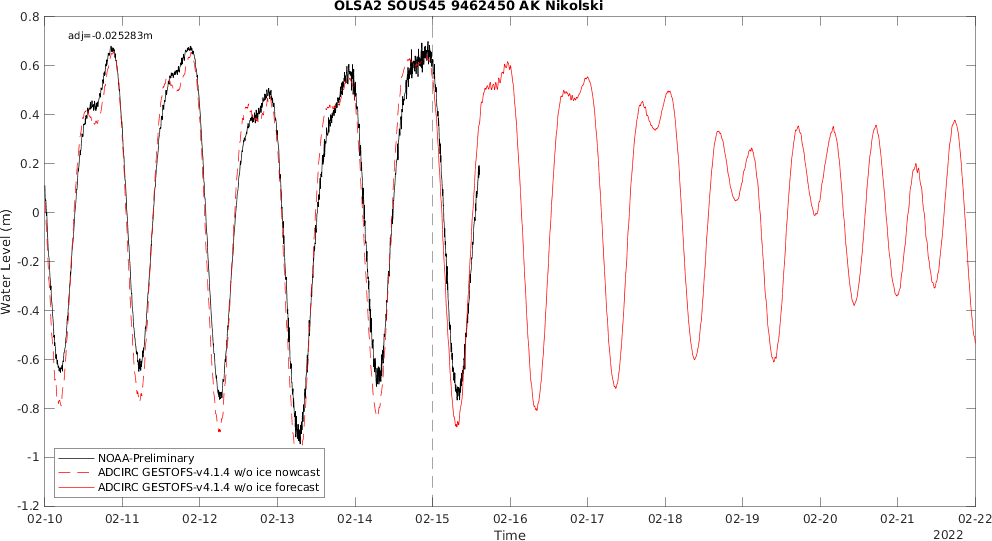 OLSA2 SOUS45 9462450 AK Nikolski
adj=-0.025283m
0.8
0.6
0.4
0.2
0
-0.2
-0.4
-0.6
-0.8
-1
-1.2
Water Level (m)
NOAA-Preliminary
ADCIRC GESTOFS-v4.1.4 w/o ice nowcast
ADCIRC GESTOFS-v4.1.4 w/o ice forecast
02-10 02-11 02-12 02-13 02-14 02-15 02-16 02-17 02-18 02-19 02-20 02-21 02-22
Time
2022